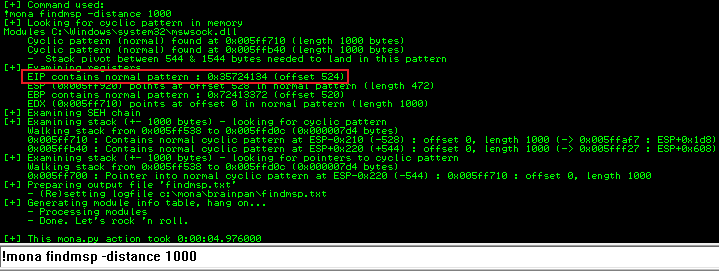 [+] Command used:
!mona findmsp -distance 1000
[+] Looking for cyclic pattern in memory
Modules C:\Windows\system32\mswsock.dll
Cyclic pattern (normal) found at 0x005ff710 (length 1000 bytes)
Cyclic pattern (normal) found at 0x005ffb40 (length 1000 bytes)
- Stack pivot between 544 & 1544 bytes needed to land in this pattern
[+] Examining registers
EIP contains normal pattern : 0x35724134 (offset 524)
ESP (0x005ff920) points at offset 528 in normal pattern (length 472)
EBP contains normal pattern : 0x72413372 (offset 520)
EDX (0x005ff710) points at offset 0 in normal pattern (length 1000)
[+] Examining SEH chain
[+] Examining stack (+- 1000 bytes) - looking for cyclic pattern
Walking stack from 0x005ff538 to 0x005ffd0c (0x000007d4 bytes)
0x005ff710 : Contains normal cyclic pattern at ESP-0x210 (-528) : offset 0, length 1000 (-> 0x005ffaf7 : ESP+0x1d8)
0x005ffb40 : Contains normal cyclic pattern at ESP+0x220 (+544) : offset 0, length 1000 (-> 0x005fff27 : ESP+0x608)
[+] Examining stack (+- 1000 bytes) - looking for pointers to cyclic pattern
Walking stack from 0x005ff538 to 0x005ffd0c (0x000007d4 bytes)
0x005ff700 : Pointer into normal cyclic pattern at ESP-0x220 (-544) : 0x005ff710 : offset 0, length 1000
[+] Preparing output file 'findmsp.txt'
- (Re)setting logfile c:\mona\brainpan\findmsp.txt
[+] Generating module info table, hang on...
- Processing modules
- Done. Let's rock 'n roll.
[+] This mona.py action took 0:00:04.976000
!mona findmsp -distance 1000